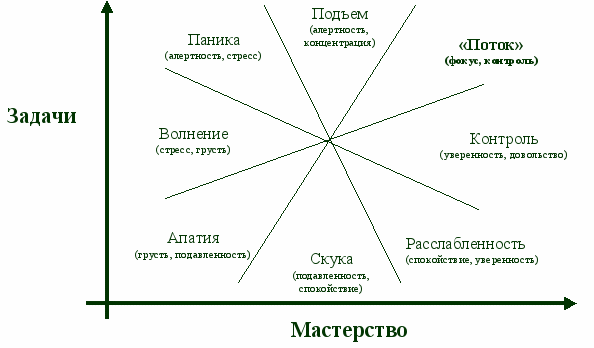 Подъем
(алертность,
концентрация)
Паника
(алертность, стресс)
«Поток»
(фокус, контроль)
Задачи
Волнение
(стресс, грусть)
Контроль
(уверенность, довольство)
Апатия
(грусть, подавленность)
Скука
(подавленность,
спокойствие)
Расслабленность
(спокойствие, уверенность)
Мастерство